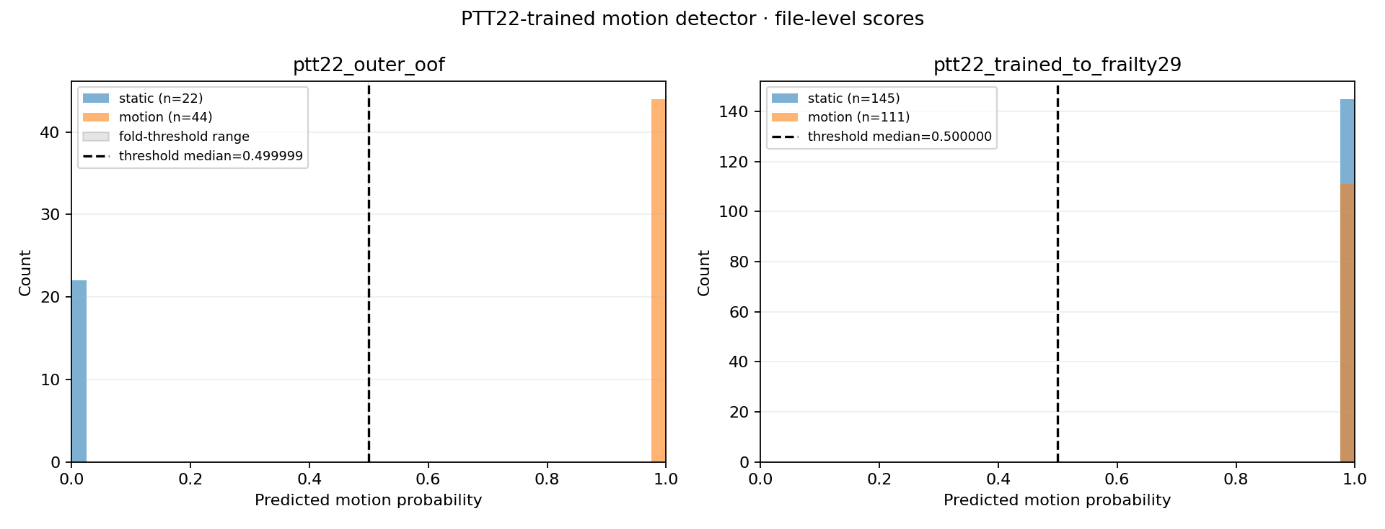 PTT22-trained motion detector · file-level scores
ptt22_outer_oof
static (n=22)
motion (n=44)
fold-threshold range
threshold median=0.499999
40
30
20
10
0
Count
0.0 0.2 0.4 0.6 0.8 1.0
Predicted motion probability
ptt22_trained_to_frailty29
static (n=145)
motion (n=111)
threshold median=0.500000
140
120
100
80
60
40
20
0
Count
0.0 0.2 0.4 0.6 0.8 1.0
Predicted motion probability